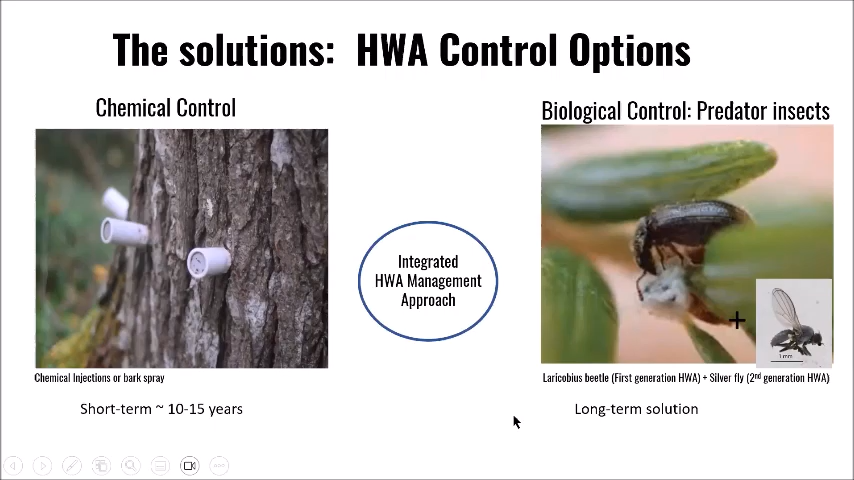 The solutions: HWA Control Options
Chemical Control
Biological Control: Predator insects
Integrated
HWA Management
Approach
+
1 mm
Chemical Injections or bark spray
Laricobius beetle (First generation HWA) + Silver fly (2nd generation HWA)
Short-term ~ 10-15 years
Long-term solution